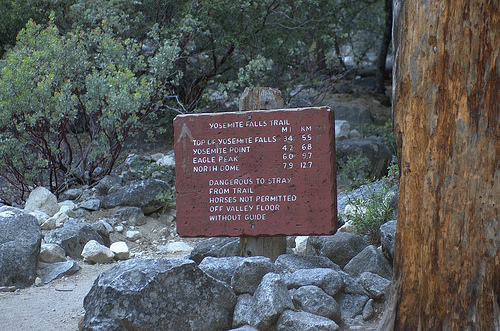 YOSEMITE FALLS TRAIL
MI KM
TOP OF YOSEMITE FALLS 3.4 5.5
YOSEMITE POINT 4.2 6.8
EAGLE PEAK 6.0 9.7
NORTH DOME 7.9 12.7
DANGEROUS TO STRAY
FROM TRAIL
HORSES NOT PERMITTED
OFF VALLEY FLOOR
WITHOUT GUIDE